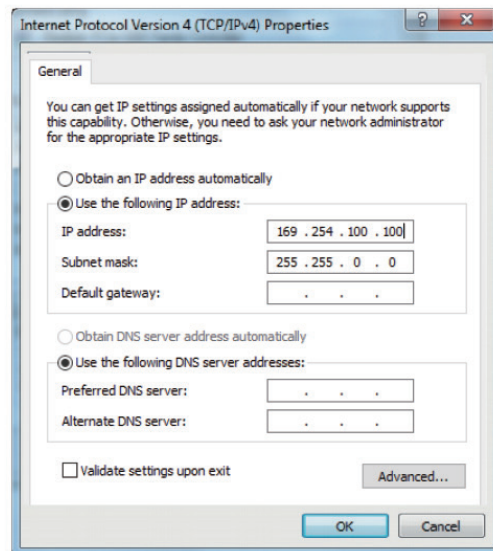 Internet Protocol Version 4 (TCP/IPv4) Properties
General
You can get IP settings assigned automatically if your network supports
this capability. Otherwise, you need to ask your network administrator
for the appropriate IP settings.
Obtain an IP address automatically
Use the following IP address:
IP address: 169 . 254 . 100 . 100
Subnet mask: 255 . 255 . 0 . 0
Default gateway: . . .
Obtain DNS server address automatically
Use the following DNS server addresses:
Preferred DNS server: . . .
Alternate DNS server: . . .
Validate settings upon exit
Advanced...
OK Cancel